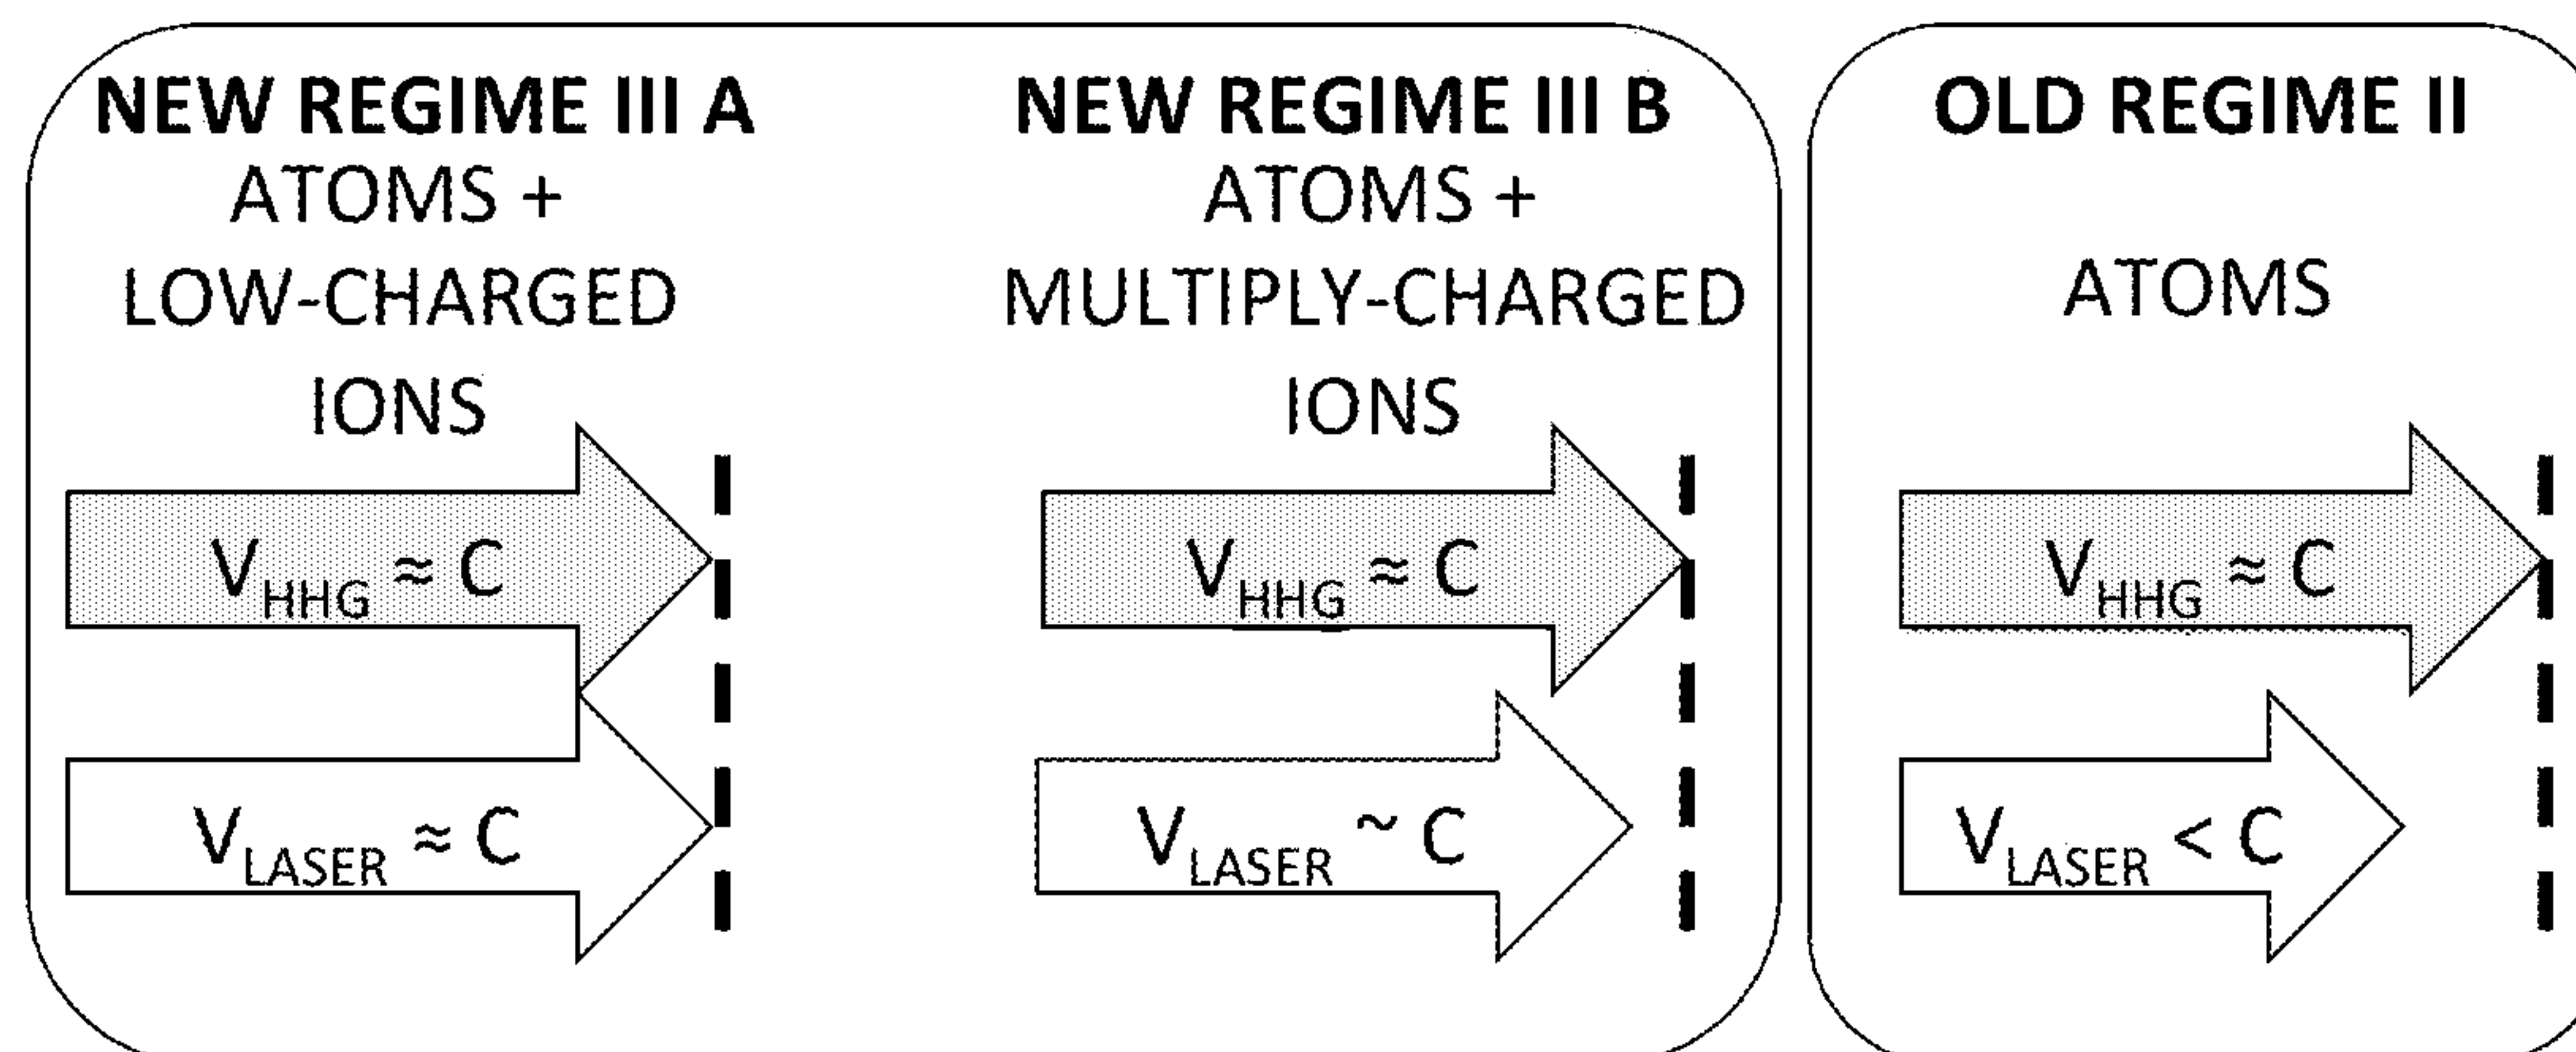 NEW REGIME III A
ATOMS +
LOW-CHARGED
IONS
V_HHG ≈ C
V_LASER ≈ C
NEW REGIME III B
ATOMS +
MULTIPLY-CHARGED
IONS
V_HHG ≈ C
V_LASER ~ C
OLD REGIME II
ATOMS
V_HHG ≈ C
V_LASER < C